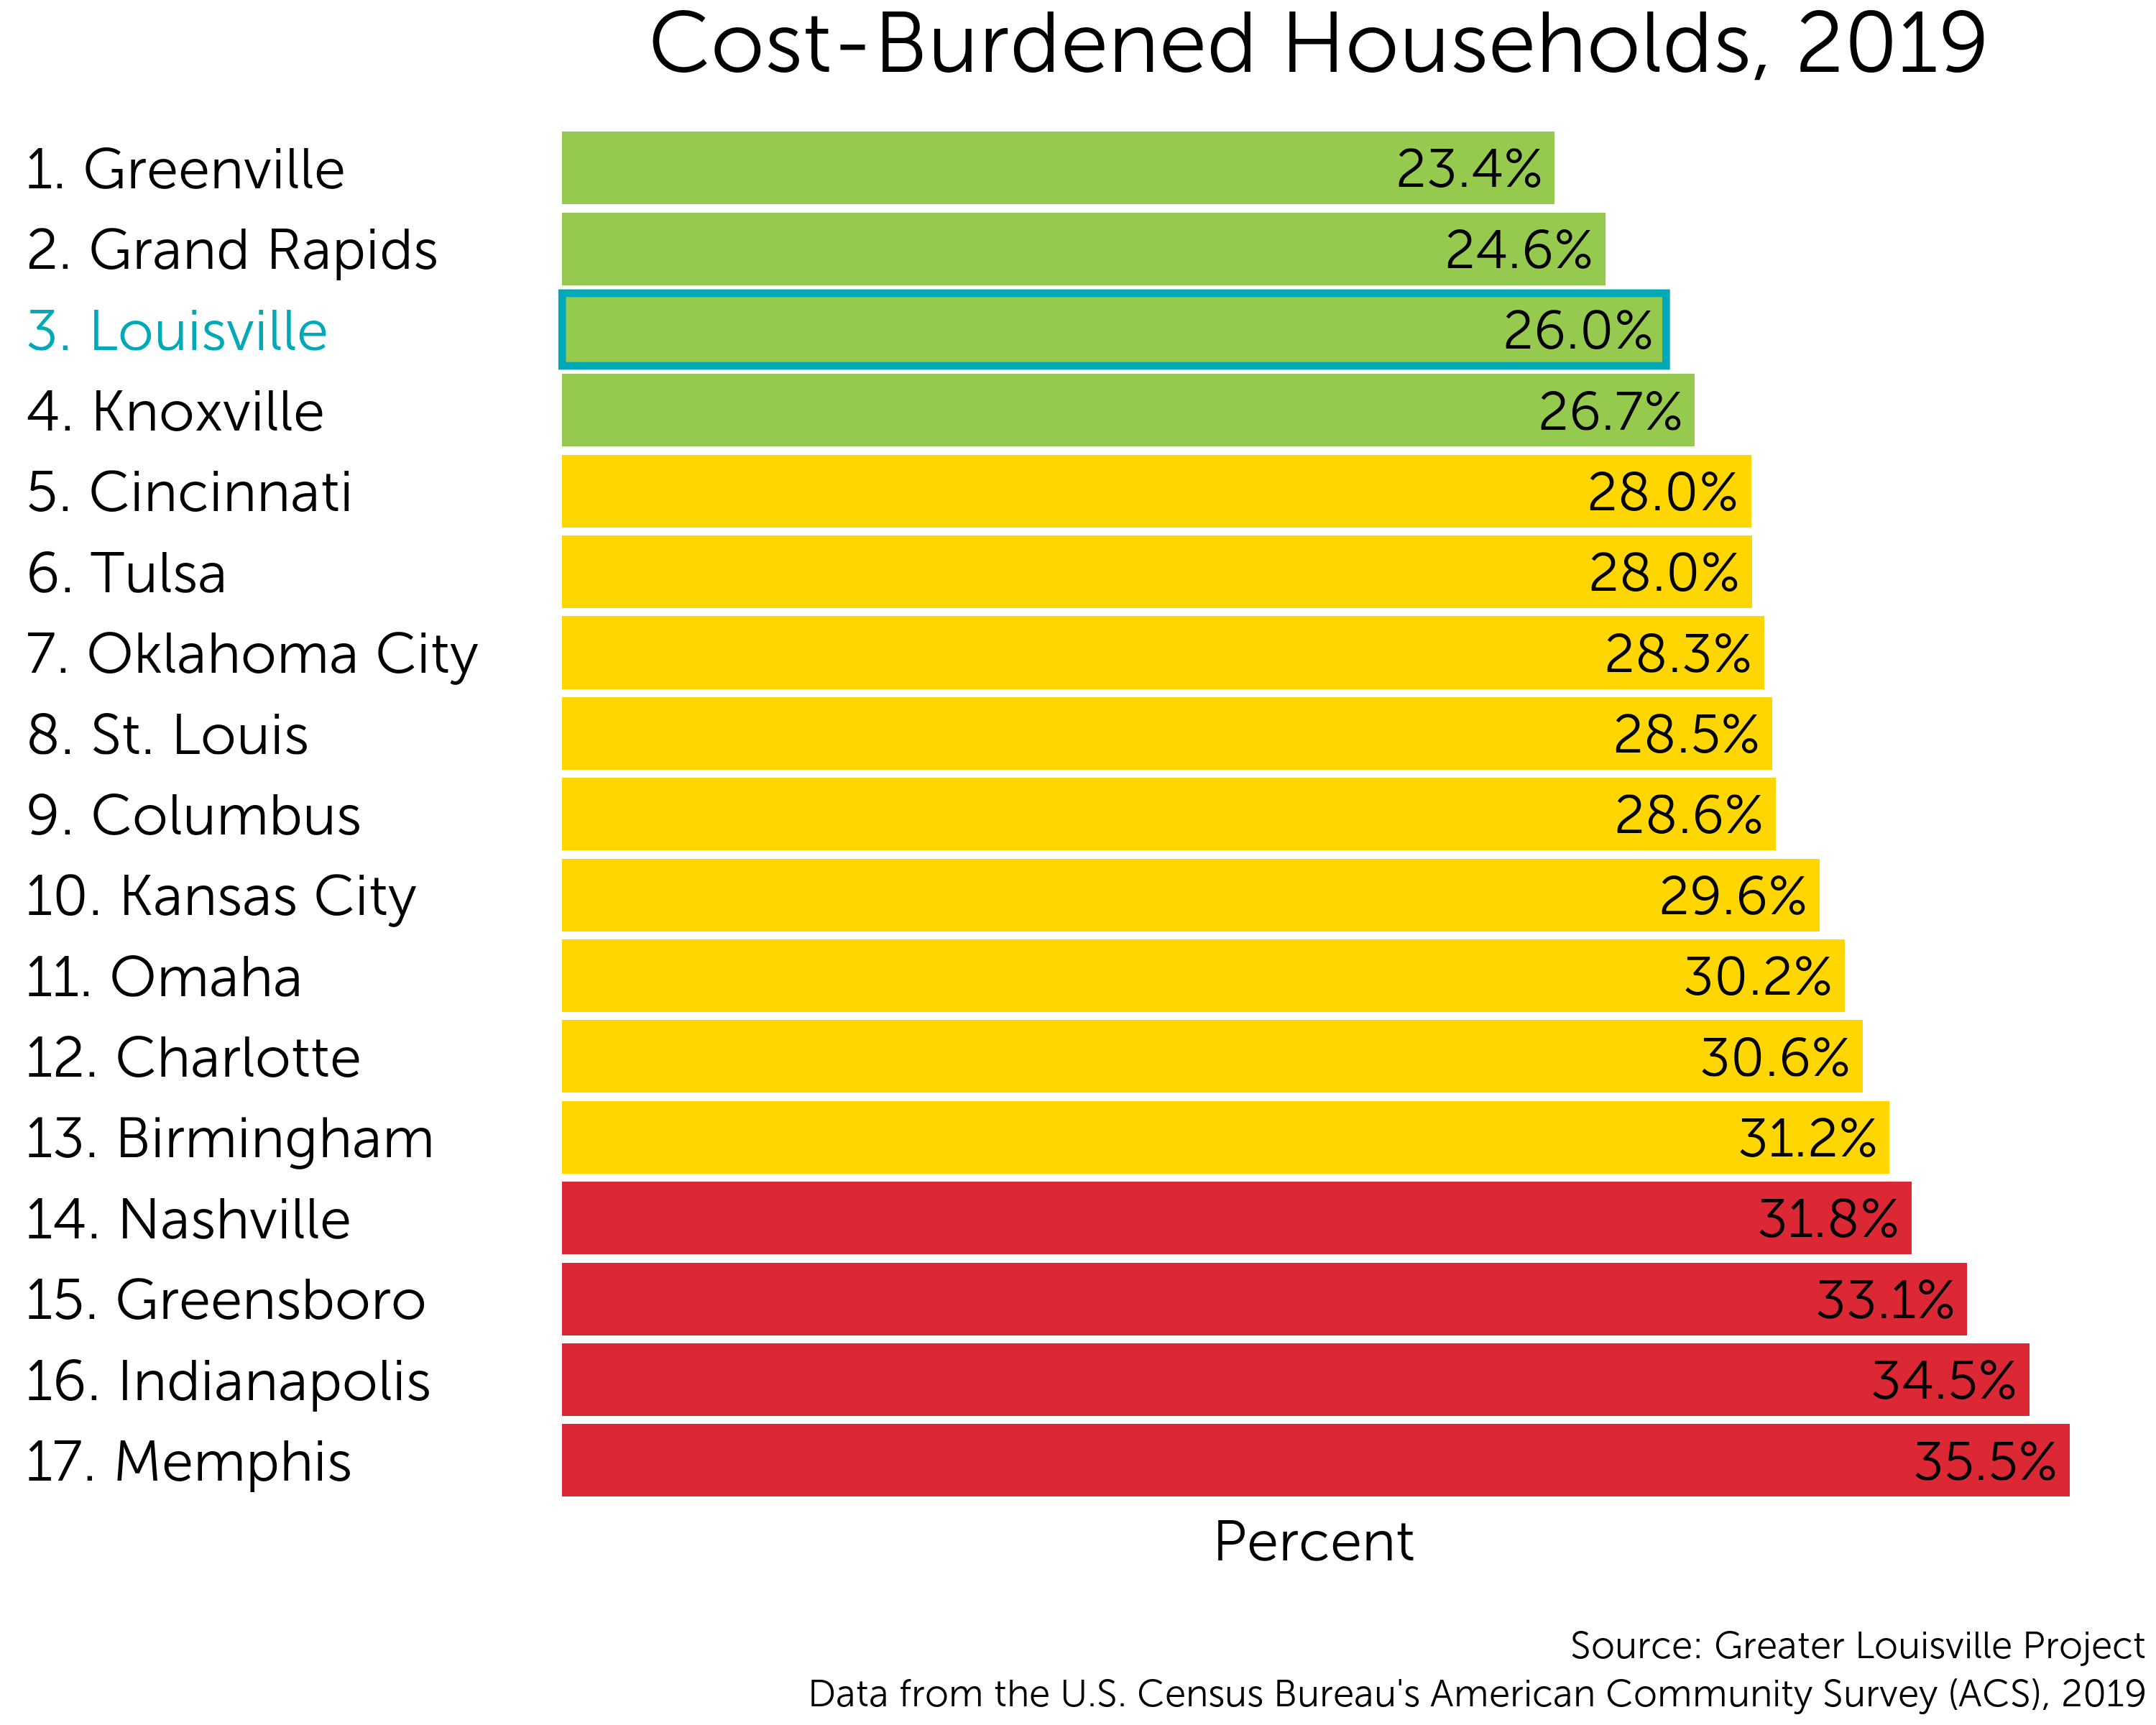 Cost-Burdened Households, 2019
1. Greenville 23.4%
2. Grand Rapids 24.6%
3. Louisville 26.0%
4. Knoxville 26.7%
5. Cincinnati 28.0%
6. Tulsa 28.0%
7. Oklahoma City 28.3%
8. St. Louis 28.5%
9. Columbus 28.6%
10. Kansas City 29.6%
11. Omaha 30.2%
12. Charlotte 30.6%
13. Birmingham 31.2%
14. Nashville 31.8%
15. Greensboro 33.1%
16. Indianapolis 34.5%
17. Memphis 35.5%
Percent
Source: Greater Louisville Project
Data from the U.S. Census Bureau's American Community Survey (ACS), 2019